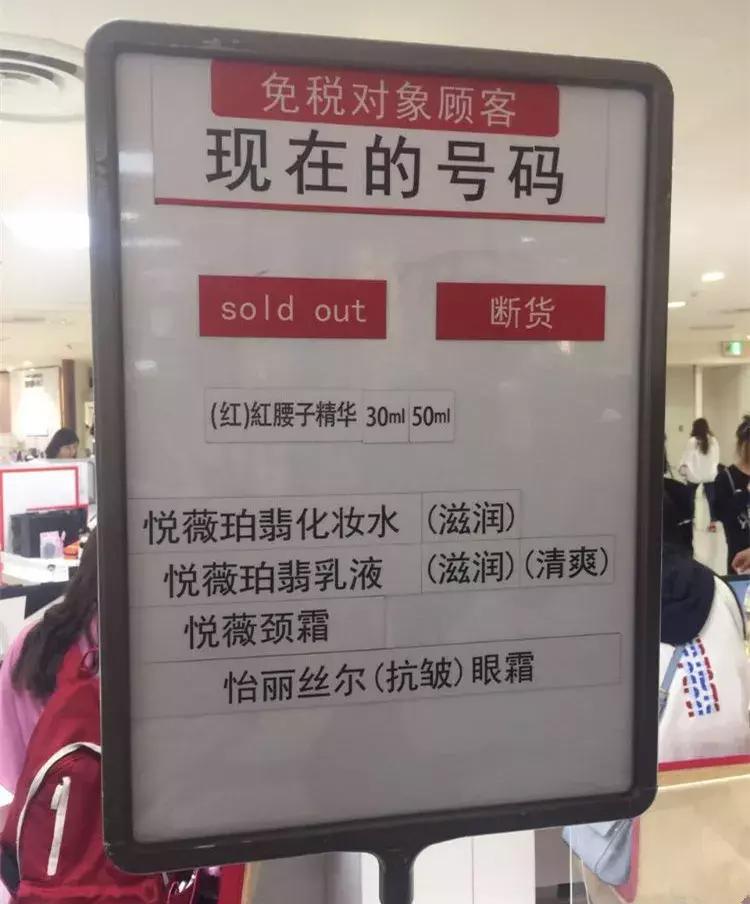 免税对象顾客
现在的号码
sold out 断货
(红)紅腰子精华 30ml 50ml
悦薇珀翡化妆水 (滋润)
悦薇珀翡乳液 (滋润)(清爽)
悦薇颈霜
怡丽丝尔(抗皱)眼霜